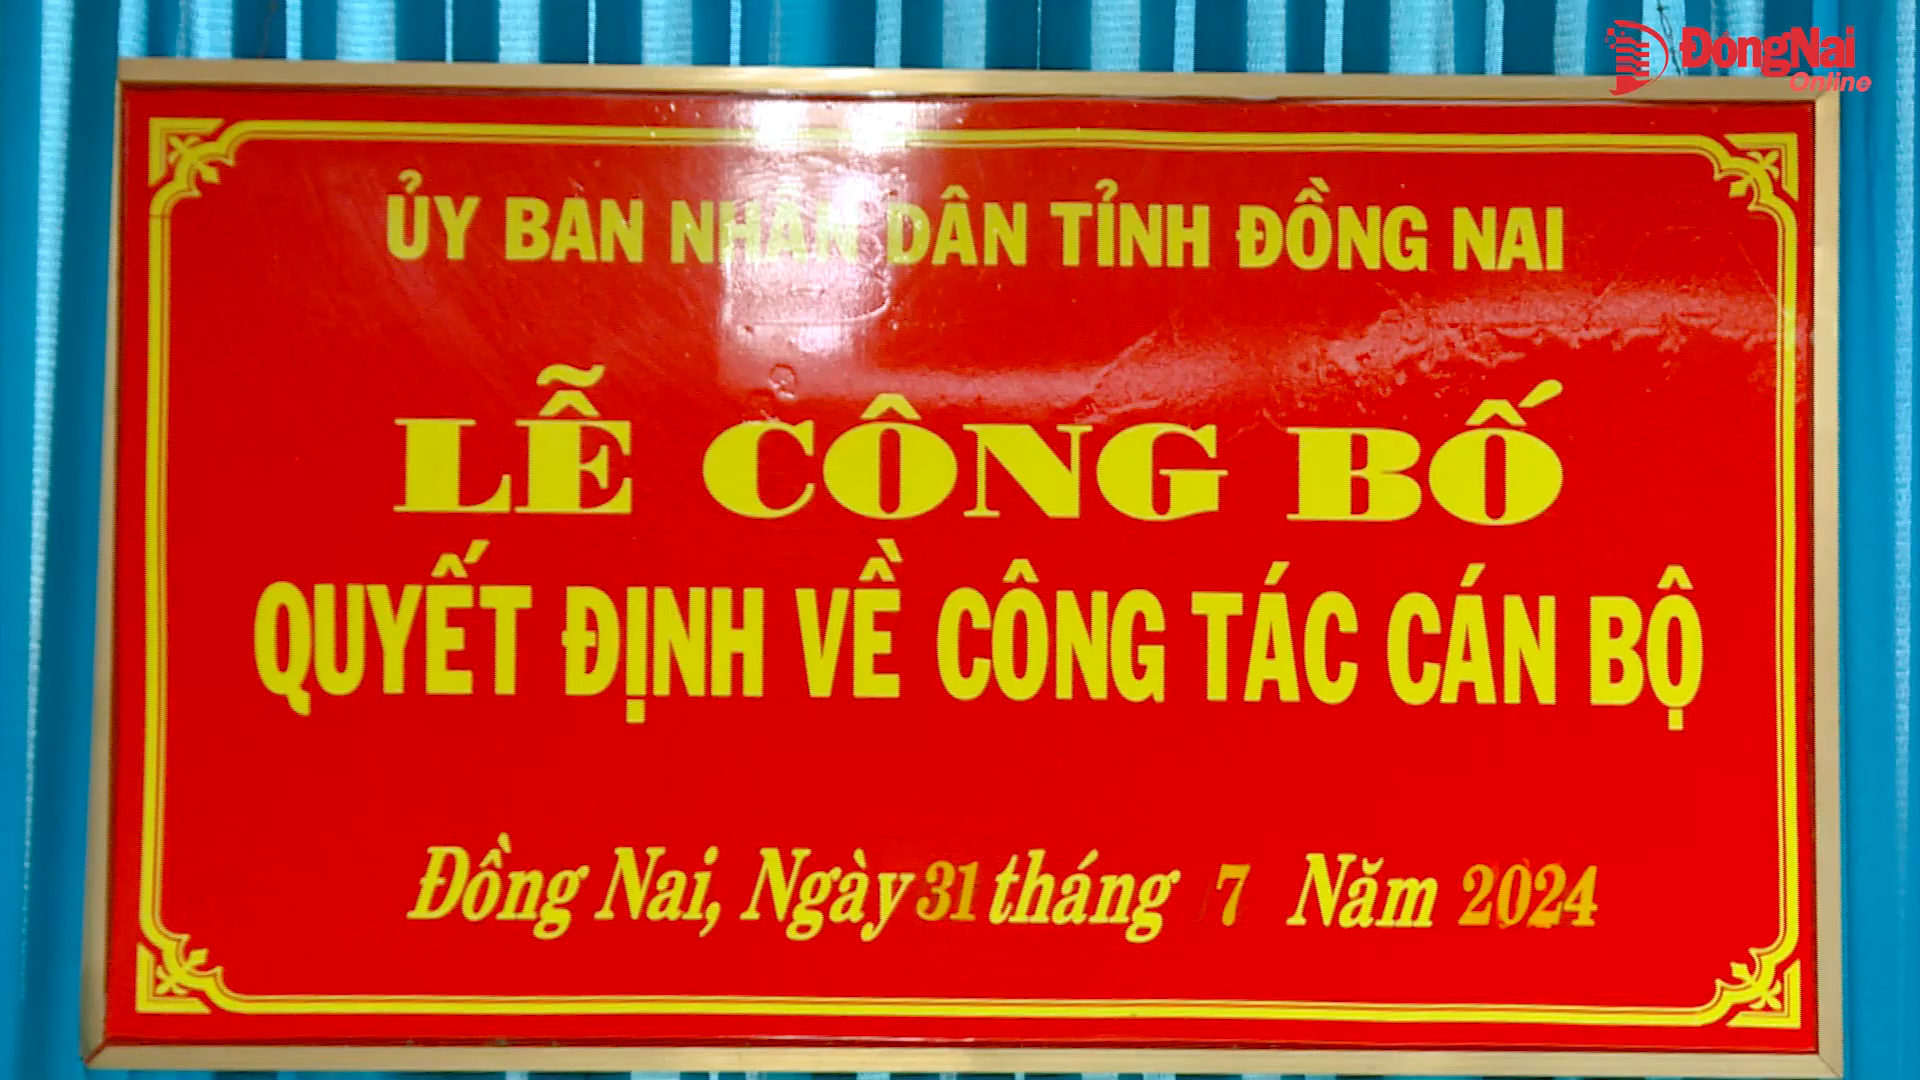 ĐồngNai
Online
ỦY BAN NHÂN DÂN TỈNH ĐỒNG NAI
LỄ CÔNG BỐ
QUYẾT ĐỊNH VỀ CÔNG TÁC CÁN BỘ
Đồng Nai, Ngày 31 tháng 7 Năm 2024